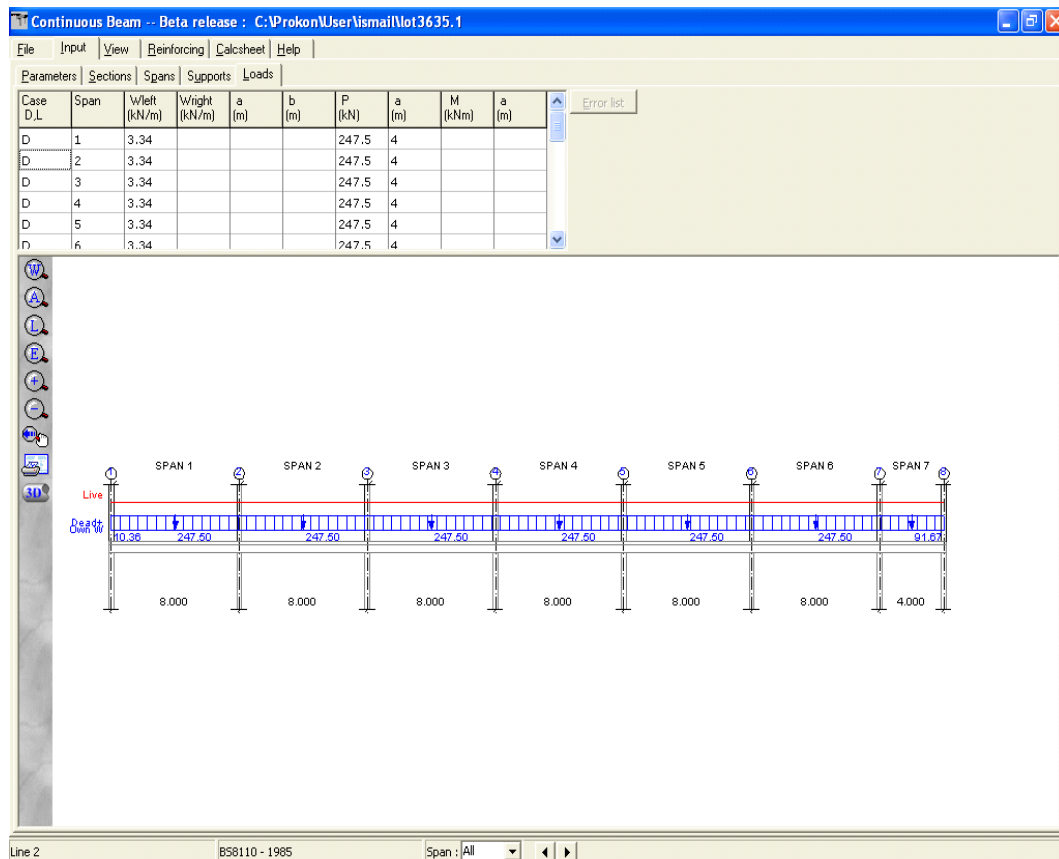 Continuous Beam -- Beta release : C:\Prokon\User\ismail\lot3635.1
File Input View Reinforcing Calcsheet Help
Parameters Sections Spans Supports Loads
Case D,L Span Wleft (kN/m) Wright (kN/m) a (m) b (m) P (kN) a (m) M (kNm) a (m) Error list
D 1 3.34 247.5 4
D 2 3.34 247.5 4
D 3 3.34 247.5 4
D 4 3.34 247.5 4
D 5 3.34 247.5 4
D 6 3.34 247.5 4
W
A
L
E
+
-
3D
SPAN 1 SPAN 2 SPAN 3 SPAN 4 SPAN 5 SPAN 6 SPAN 7
1 2 3 4 5 6 7 8
Live
Dead+
Own W
10.36 247.50 247.50 247.50 247.50 247.50 247.50 91.67
8.000 8.000 8.000 8.000 8.000 8.000 4.000
Line 2 BS8110 - 1985 Span : All